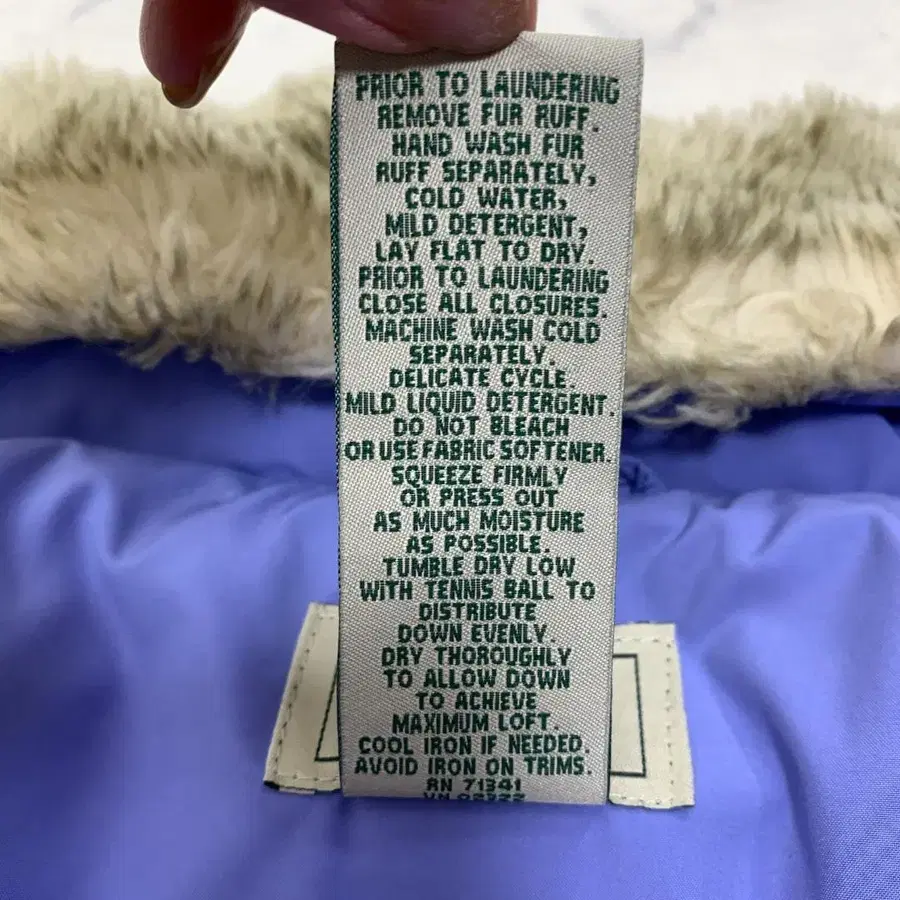 PRIOR TO LAUNDERING
REMOVE FUR RUFF.
HAND WASH FUR
RUFF SEPARATELY,
COLD WATER,
MILD DETERGENT,
LAY FLAT TO DRY.
PRIOR TO LAUNDERING
CLOSE ALL CLOSURES.
MACHINE WASH COLD
SEPARATELY.
DELICATE CYCLE.
MILD LIQUID DETERGENT.
DO NOT BLEACH
OR USE FABRIC SOFTENER.
SQUEEZE FIRMLY
OR PRESS OUT
AS MUCH MOISTURE
AS POSSIBLE.
TUMBLE DRY LOW
WITH TENNIS BALL TO
DISTRIBUTE
DOWN EVENLY.
DRY THOROUGHLY
TO ALLOW DOWN
TO ACHIEVE
MAXIMUM LOFT.
COOL IRON IF NEEDED.
AVOID IRON ON TRIMS.
RN 71341